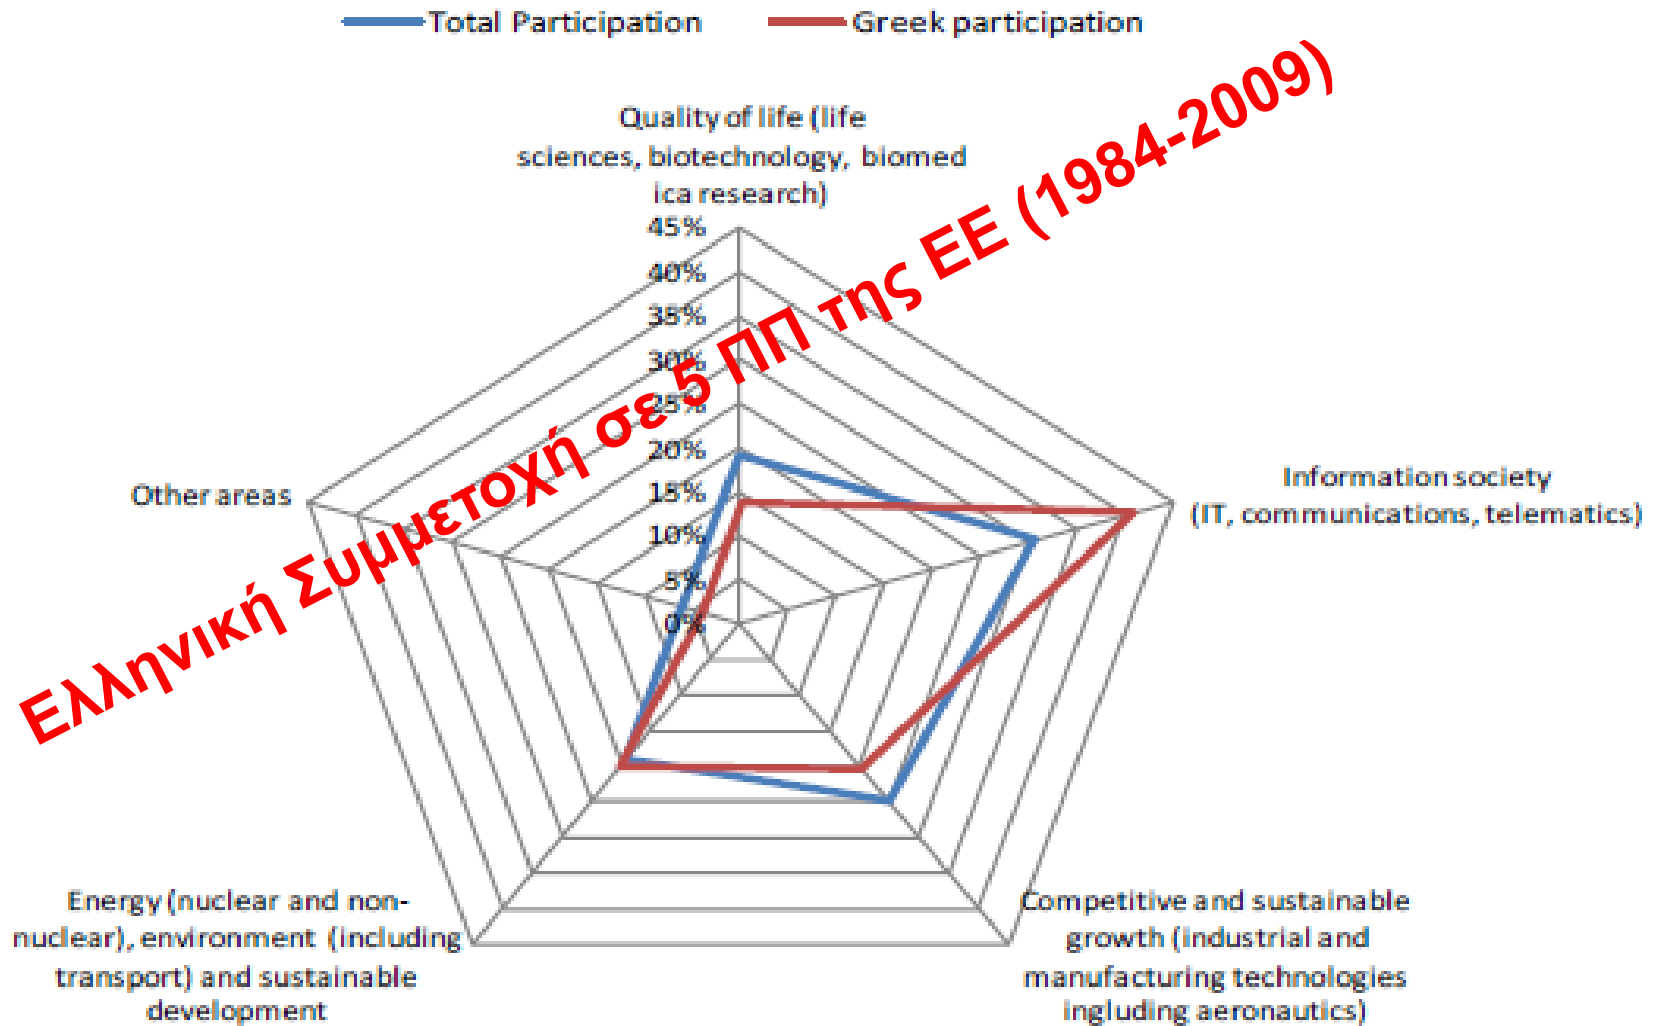 Total Participation
Greek participation
Quality of life (life
sciences, biotechnology, biomed
ica research)
45%
40%
35%
30%
25%
20%
15%
10%
5%
0%
Ελληνική Συμμετοχή σε 5 ΠΠ της ΕΕ (1984-2009)
Information society
(IT, communications, telematics)
Other areas
Energy (nuclear and non-
nuclear), environment (including
transport) and sustainable
development
Competitive and sustainable
growth (industrial and
manufacturing technologies
ingluding aeronautics)